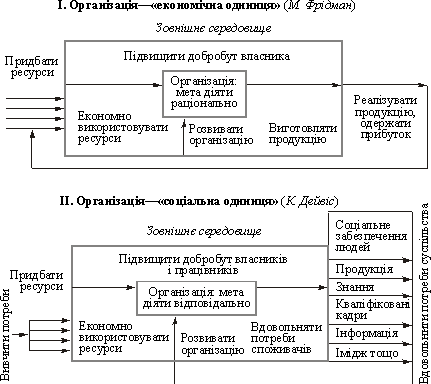 І. Організація—«економічна одиниця» (М. Фрідман)
Зовнішнє середовище
Придбати
ресурси
Підвищити добробут власника
Організація:
мета діяти
раціонально
Економно
використовувати
ресурси
Розвивати
організацію
Виготовляти
продукцію
Реалізувати
продукцію,
одержати
прибуток
ІІ. Організація—«соціальна одиниця» (К. Дейвіс)
Зовнішнє середовище
Вивчити потреби
Придбати
ресурси
Підвищити добробут власників
і працівників
Організація: мета
діяти відповідально
Економно
використовувати
ресурси
Розвивати
організацію
Вдовольняти
потреби
споживачів
Соціальне
забезпечення
людей
Продукція
Знання
Кваліфіковані
кадри
Інформація
Імідж тощо
Вдовольнити потреби суспільства